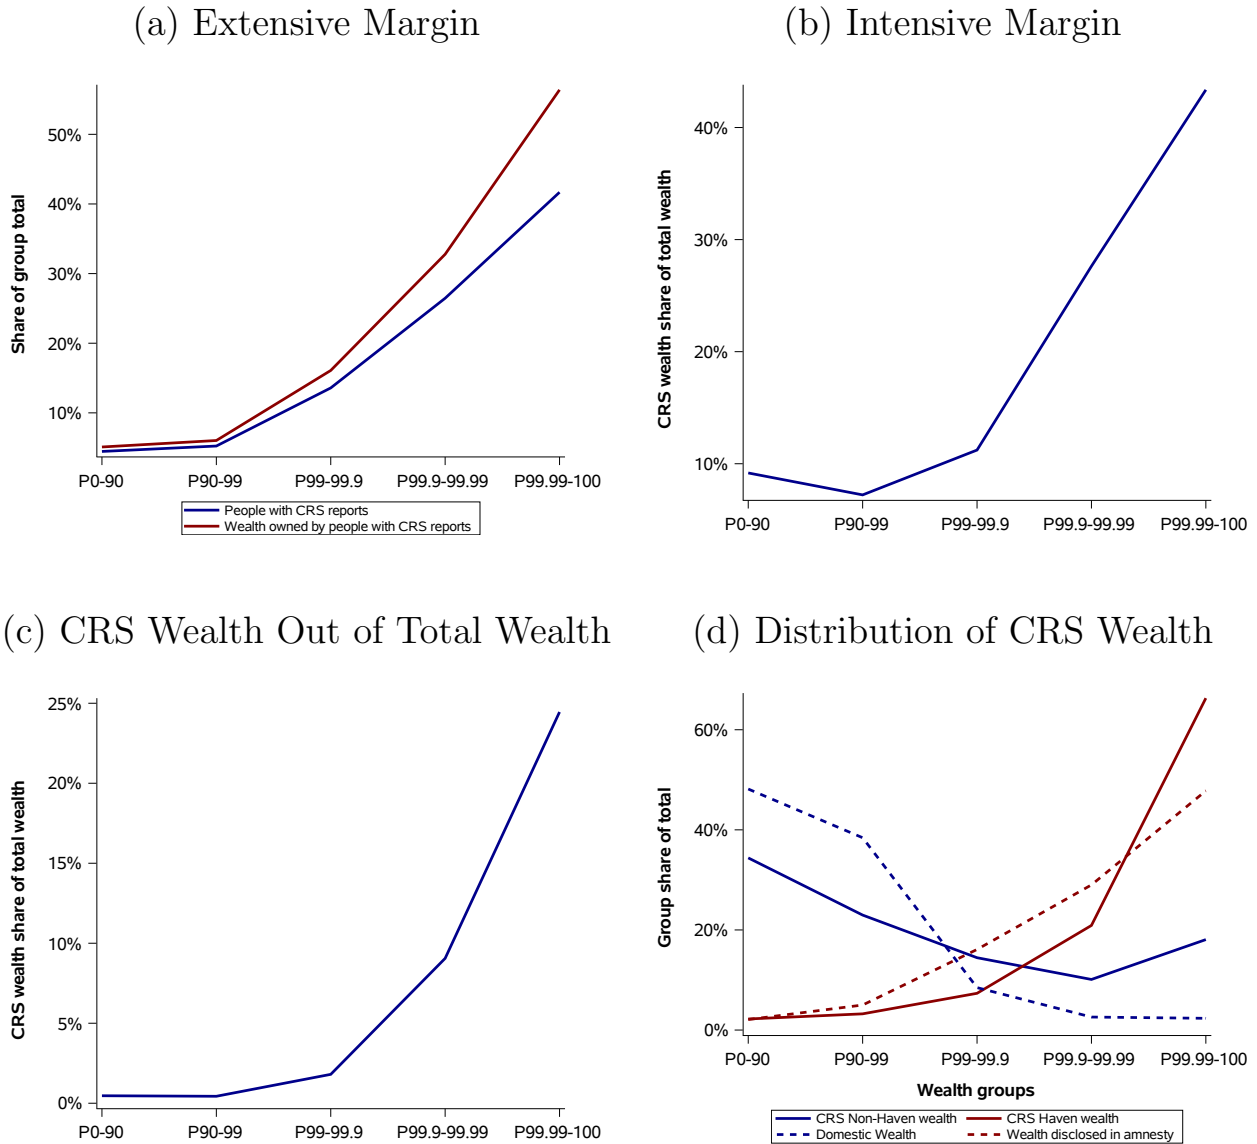 (a) Extensive Margin
Share of group total
50%
40%
30%
20%
10%
P0-90 P90-99 P99-99.9 P99.9-99.99 P99.99-100
People with CRS reports
Wealth owned by people with CRS reports
(b) Intensive Margin
CRS wealth share of total wealth
40%
30%
20%
10%
P0-90 P90-99 P99-99.9 P99.9-99.99 P99.99-100
(c) CRS Wealth Out of Total Wealth
CRS wealth share of total wealth
25%
20%
15%
10%
5%
0%
P0-90 P90-99 P99-99.9 P99.9-99.99 P99.99-100
(d) Distribution of CRS Wealth
Group share of total
60%
40%
20%
0%
P0-90 P90-99 P99-99.9 P99.9-99.99 P99.99-100
Wealth groups
CRS Non-Haven wealth CRS Haven wealth
Domestic Wealth Wealth disclosed in amnesty